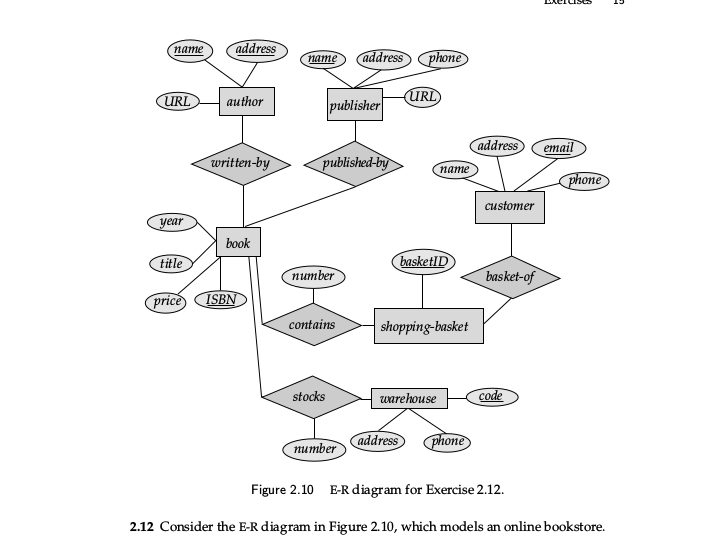 Exercises 15
name address name address phone
URL author publisher URL
written-by published-by
address email
name phone
customer
year
book
title basketID basket-of
number
price ISBN
contains shopping-basket
stocks warehouse code
number address phone
Figure 2.10 E-R diagram for Exercise 2.12.
2.12 Consider the E-R diagram in Figure 2.10, which models an online bookstore.